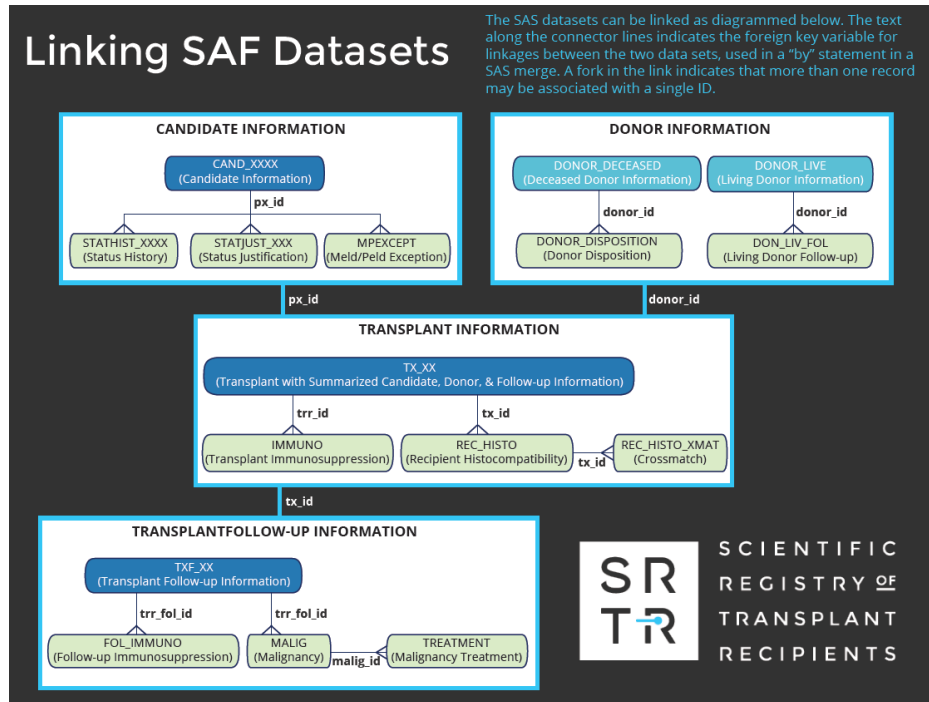 Linking SAF Datasets
The SAS datasets can be linked as diagrammed below. The text
along the connector lines indicates the foreign key variable for
linkages between the two data sets, used in a “by” statement in a
SAS merge. A fork in the link indicates that more than one record
may be associated with a single ID.
CANDIDATE INFORMATION
CAND_XXXX
(Candidate Information)
px_id
STATHIST_XXXX
(Status History)
STATJUST_XXX
(Status Justification)
MPEXCEPT
(Meld/Peld Exception)
DONOR INFORMATION
DONOR_DECEASED
(Deceased Donor Information)
DONOR_LIVE
(Living Donor Information)
donor_id
donor_id
DONOR_DISPOSITION
(Donor Disposition)
DON_LIV_FOL
(Living Donor Follow-up)
px_id
donor_id
TRANSPLANT INFORMATION
TX_XX
(Transplant with Summarized Candidate, Donor, & Follow-up Information)
trr_id
tx_id
IMMUNO
(Transplant Immunosuppression)
REC_HISTO
(Recipient Histocompatibility)
tx_id
REC_HISTO_XMAT
(Crossmatch)
tx_id
TRANSPLANTFOLLOW-UP INFORMATION
TXF_XX
(Transplant Follow-up Information)
trr_fol_id
trr_fol_id
FOL_IMMUNO
(Follow-up Immunosuppression)
MALIG
(Malignancy)
malig_id
TREATMENT
(Malignancy Treatment)
SR
TR
SCIENTIFIC
REGISTRY OF
TRANSPLANT
RECIPIENTS